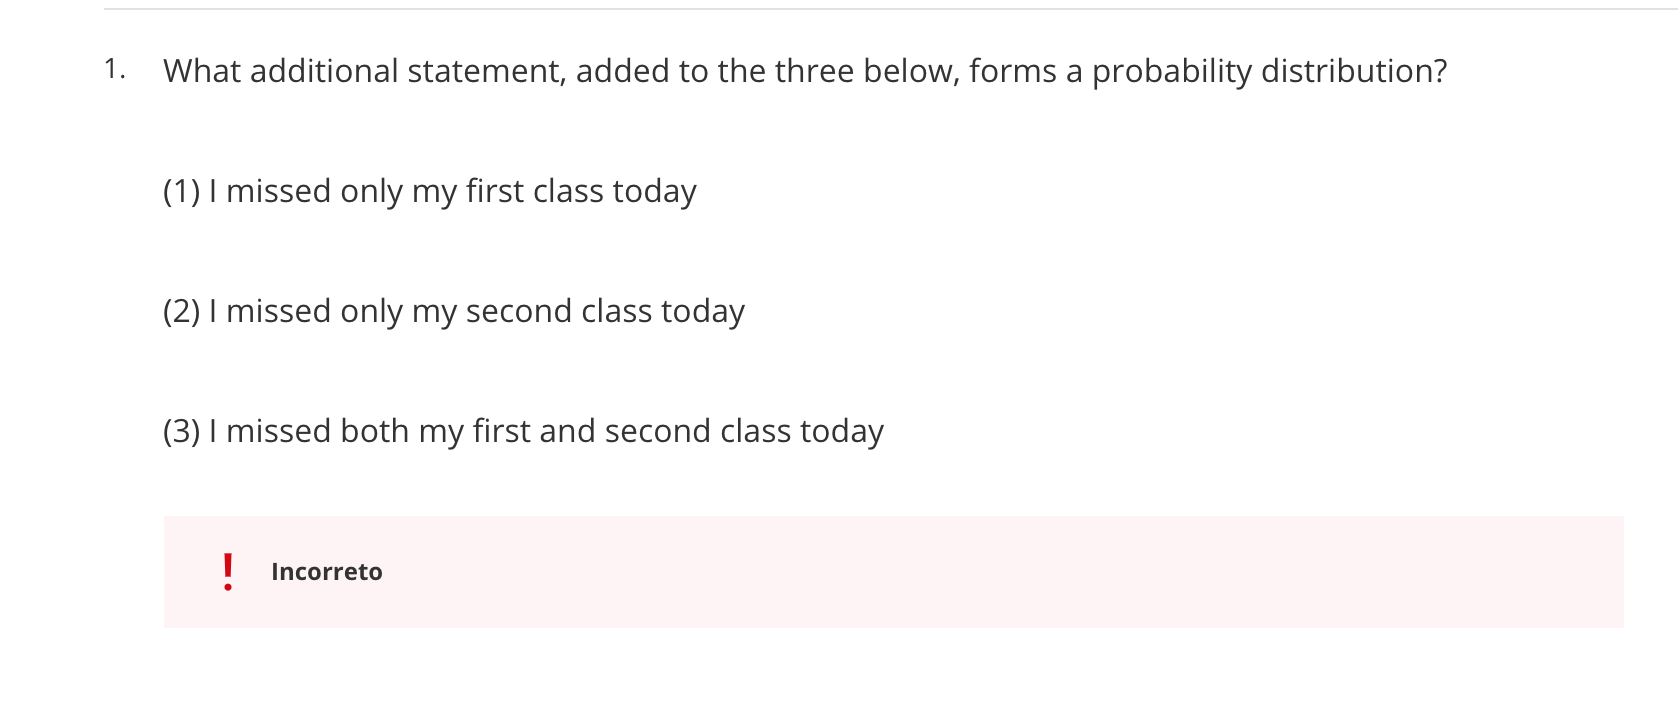 1. What additional statement, added to the three below, forms a probability distribution?
(1) I missed only my first class today
(2) I missed only my second class today
(3) I missed both my first and second class today
! Incorreto